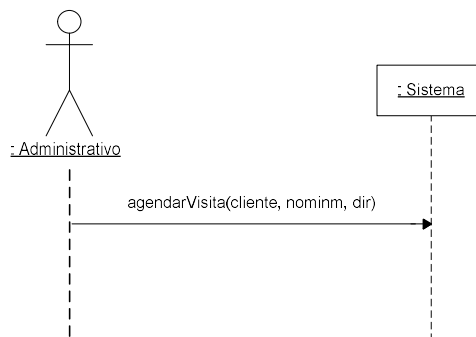 : Sistema
: Administrativo
agendarVisita(cliente, nominm, dir)